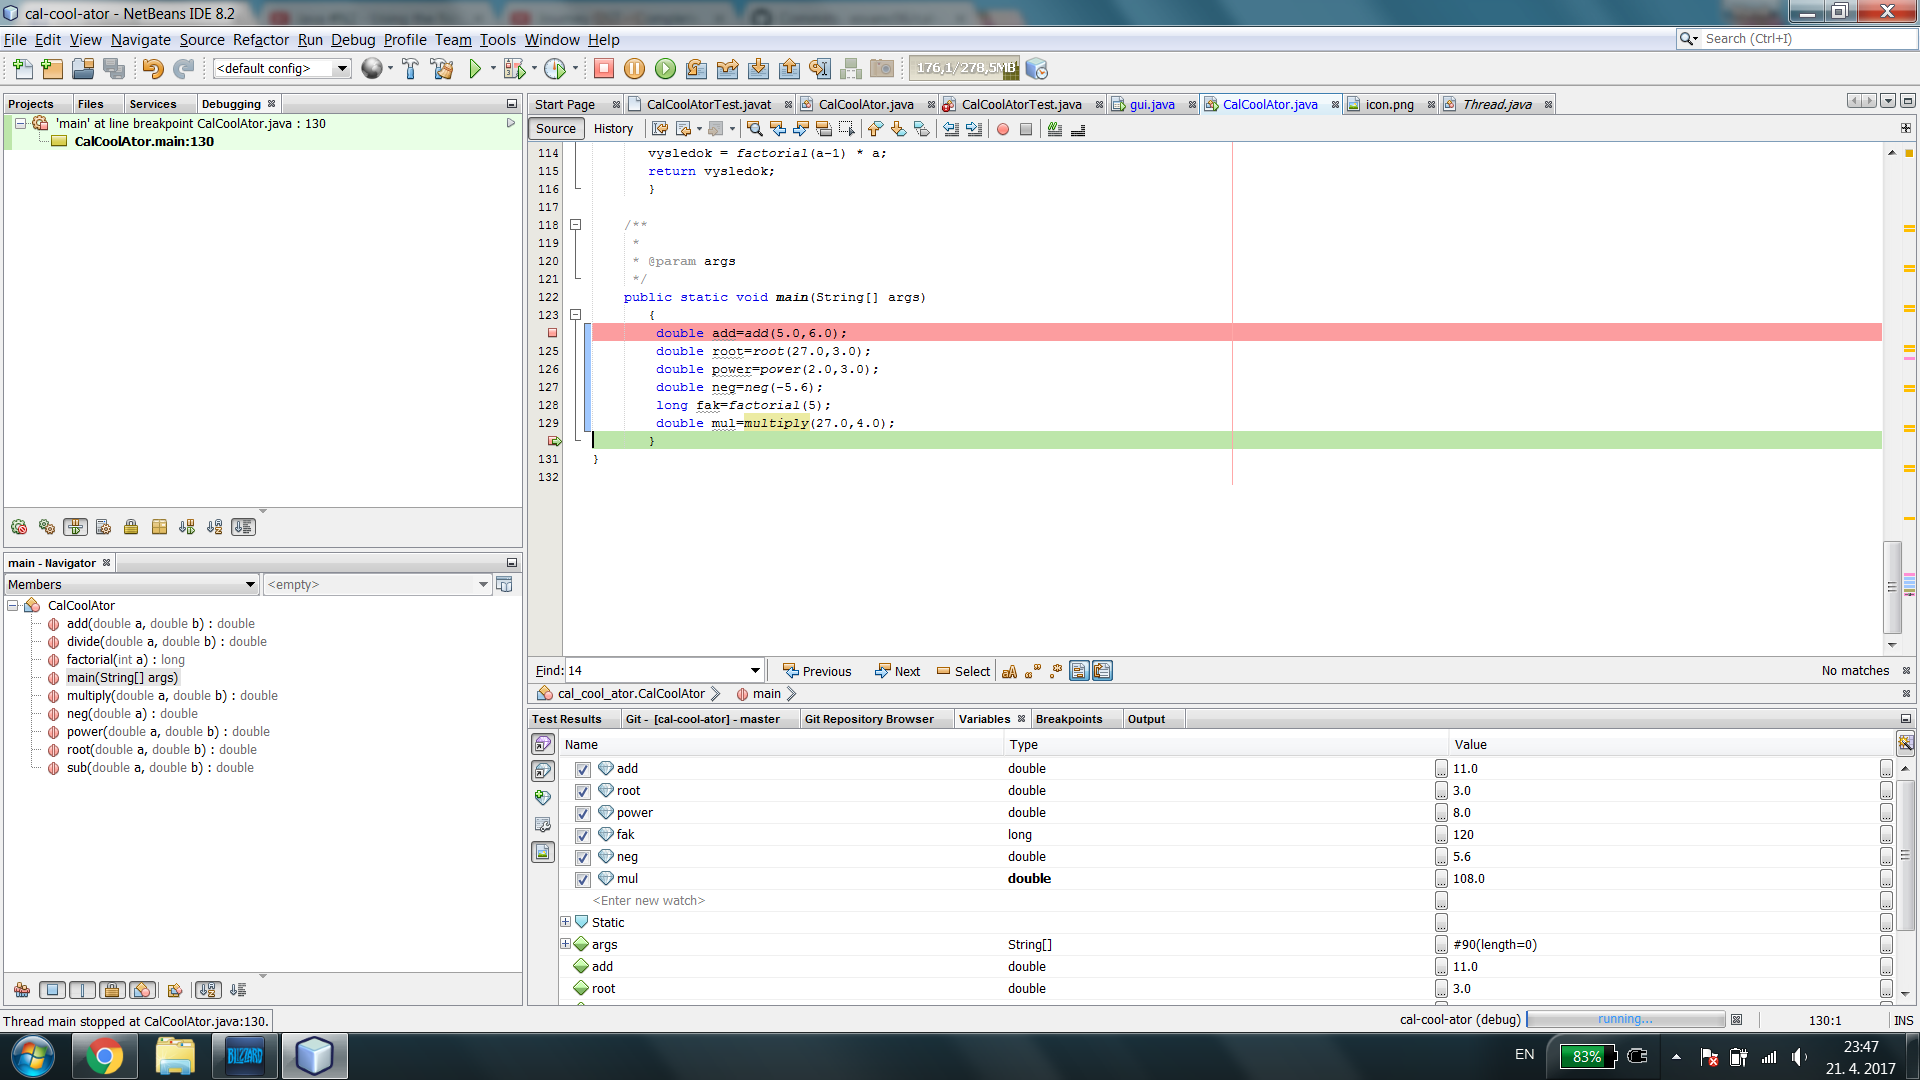 cal-cool-ator - NetBeans IDE 8.2
File Edit View Navigate Source Refactor Run Debug Profile Team Tools Window Help
Search (Ctrl+I)
<default config>
176,1/278,5MB
Projects Files Services Debugging
'main' at line breakpoint CalCoolAtor.java : 130
CalCoolAtor.main:130
Start Page CalCoolAtorTest.javat CalCoolAtor.java CalCoolAtorTest.java gui.java CalCoolAtor.java icon.png Thread.java
Source History
114 vysledok = factorial(a-1) * a;
115 return vysledok;
116 }
117
118 /**
119 *
120 * @param args
121 */
122 public static void main(String[] args)
123 {
double add=add(5.0,6.0);
125 double root=root(27.0,3.0);
126 double power=power(2.0,3.0);
127 double neg=neg(-5.6);
128 long fak=factorial(5);
129 double mul=multiply(27.0,4.0);
}
131 }
132
Find: 14 Previous Next Select No matches
cal_cool_ator.CalCoolAtor main
main - Navigator
Members <empty>
CalCoolAtor
add(double a, double b) : double
divide(double a, double b) : double
factorial(int a) : long
main(String[] args)
multiply(double a, double b) : double
neg(double a) : double
power(double a, double b) : double
root(double a, double b) : double
sub(double a, double b) : double
Test Results Git - [cal-cool-ator] - master Git Repository Browser Variables Breakpoints Output
Name Type Value
add double 11.0
root double 3.0
power double 8.0
fak long 120
neg double 5.6
mul double 108.0
<Enter new watch>
Static
args String[] #90(length=0)
add double 11.0
root double 3.0
Thread main stopped at CalCoolAtor.java:130.
cal-cool-ator (debug) running... 130:1 INS
BLIZZARD
EN 83% 23:47
21. 4. 2017